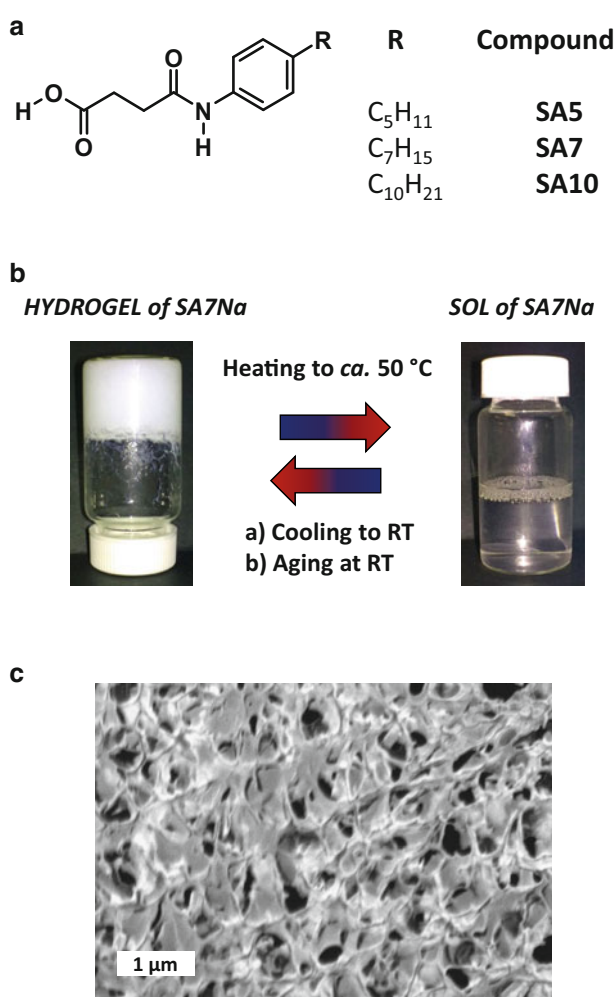 a
R
R Compound
O
H O N
O H
C₅H₁₁ SA5
C₇H₁₅ SA7
C₁₀H₂₁ SA10
b
HYDROGEL of SA7Na SOL of SA7Na
Heating to ca. 50 °C
a) Cooling to RT
b) Aging at RT
c
1 µm